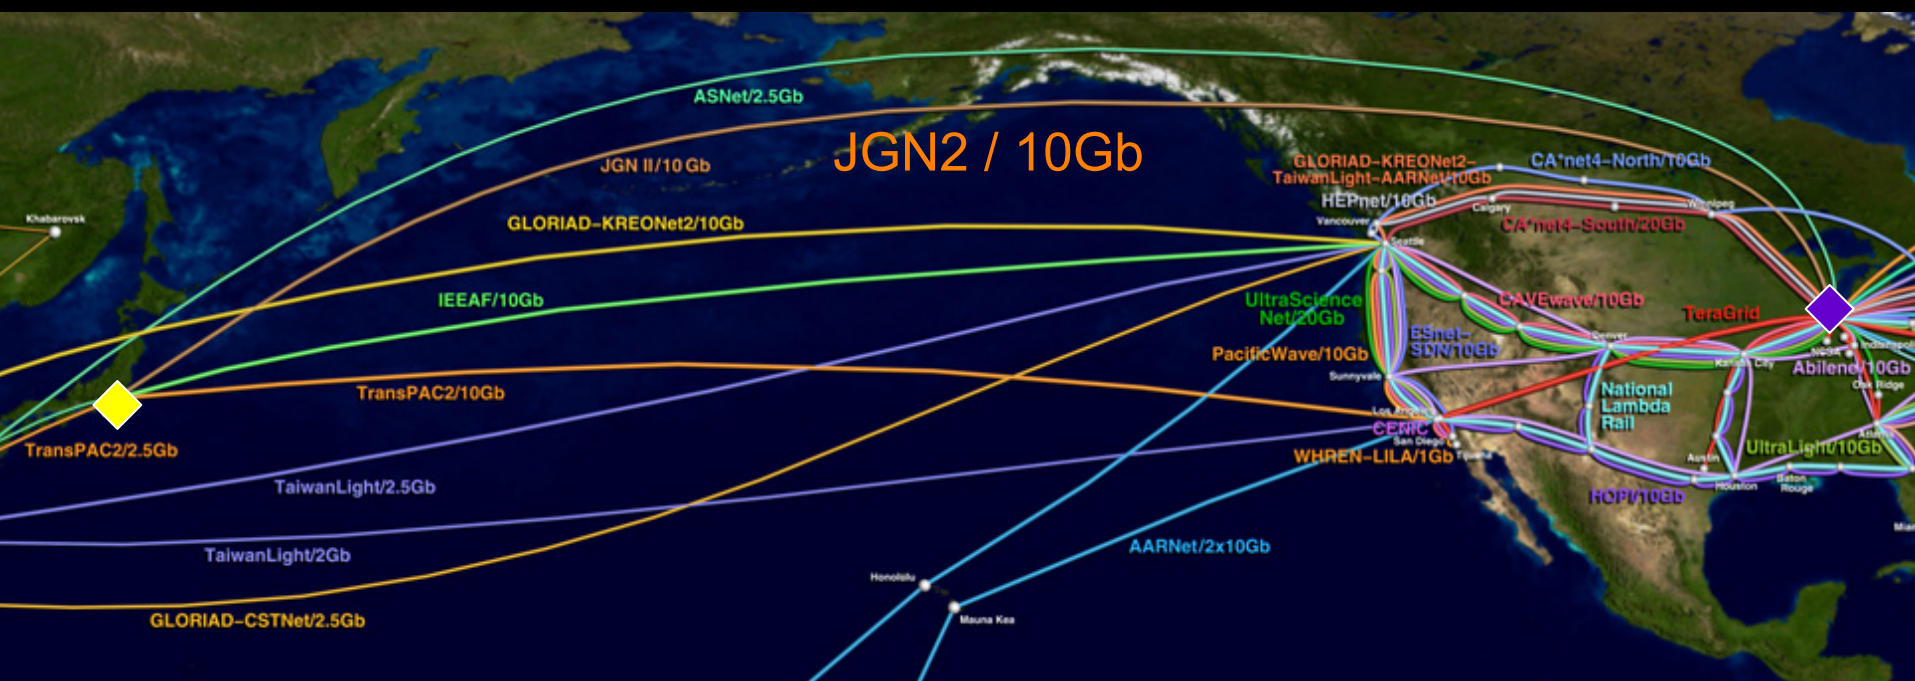 ASNet/2.5Gb
JGN2 / 10Gb
JGN II/10 Gb
GLORIAD-KREONet2-
TaiwanLight-AARNet/10Gb
CA*net4-North/10Gb
HEPnet/10Gb
Vancouver
Calgary
Winnipeg
CA*net4-South/20Gb
Khabarovsk
GLORIAD-KREONet2/10Gb
Seattle
IEEAF/10Gb
UltraScience
Net/20Gb
CAVEwave/10Gb
TeraGrid
ESnet-
SDN/10Gb
Denver
PacificWave/10Gb
Kansas City
NCSA
Indianapolis
Abilene/10Gb
Oak Ridge
Sunnyvale
TransPAC2/10Gb
National
Lambda
Rail
Los Angeles
CENIC
San Diego
Tijuana
WHREN-LILA/1Gb
TransPAC2/2.5Gb
Atlanta
UltraLight/10Gb
Austin
Houston
Baton
Rouge
HOPI/10Gb
TaiwanLight/2.5Gb
TaiwanLight/2Gb
AARNet/2x10Gb
Honolulu
Mauna Kea
GLORIAD-CSTNet/2.5Gb